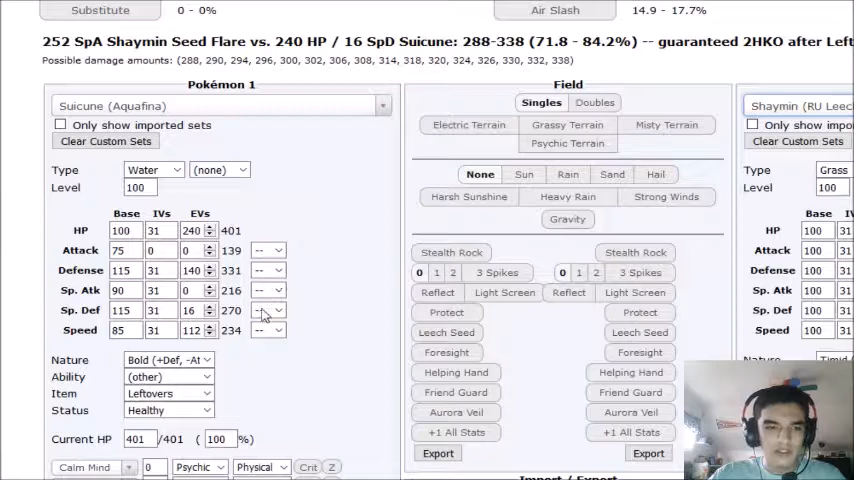 Substitute 0 - 0% Air Slash 14.9 - 17.7%
252 SpA Shaymin Seed Flare vs. 240 HP / 16 SpD Suicune: 288-338 (71.8 - 84.2%) -- guaranteed 2HKO after Left
Possible damage amounts: (288, 290, 294, 296, 300, 302, 306, 308, 314, 318, 320, 324, 326, 330, 332, 338)
Pokémon 1
Suicune (Aquafina)
Only show imported sets
Clear Custom Sets
Type Water (none)
Level 100
Base IVs EVs
HP 100 31 240 401
Attack 75 0 0 139 --
Defense 115 31 140 331 --
Sp. Atk 90 31 0 216 --
Sp. Def 115 31 16 270 --
Speed 85 31 112 234 --
Nature Bold (+Def, -At
Ability (other)
Item Leftovers
Status Healthy
Current HP 401 /401 ( 100 %)
Calm Mind 0 Psychic Physical Crit Z
Field
Singles Doubles
Electric Terrain Grassy Terrain Misty Terrain
Psychic Terrain
None Sun Rain Sand Hail
Harsh Sunshine Heavy Rain Strong Winds
Gravity
Stealth Rock Stealth Rock
0 1 2 3 Spikes 0 1 2 3 Spikes
Reflect Light Screen Reflect Light Screen
Protect Protect
Leech Seed Leech Seed
Foresight Foresight
Helping Hand Helping Hand
Friend Guard Friend Guard
Aurora Veil Aurora Veil
+1 All Stats +1 All Stats
Export Export
Import / Export
Shaymin (RU Leec
Only show impor
Clear Custom Sets
Type Grass
Level 100
Base IV
HP 100 31
Attack 100
Defense 100 31
Sp. Atk 100 31
Sp. Def 100 31
Speed 100 31